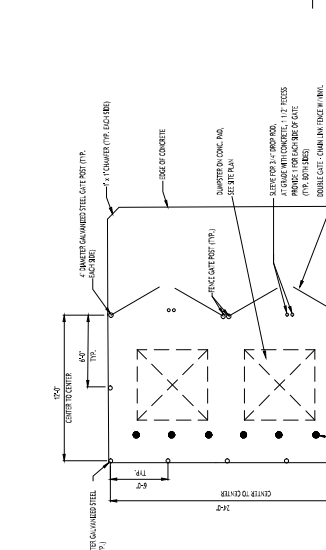 1' x 1' CHAMFER (TYP. EACH SIDE)
EDGE OF CONCRETE
DUMPSTER ON CONC. PAD,
SEE SITE PLAN
SLEEVE FOR 3/4" DROP ROD,
AT GRADE WITH CONCRETE, 1 1/2" RECESS
PROVIDE 1 FOR EACH SIDE OF GATE
(TYP. BOTH SIDES)
DOUBLE GATE - CHAIN LINK FENCE W/ VINYL
4" DIAMETER GALVANIZED STEEL GATE POST (TYP.
EACH SIDE)
FENCE GATE POST (TYP.)
12'-0"
CENTER TO CENTER
6'-0"
TYP.
TYP.
6'-0"
CENTER TO CENTER
24'-0"
TER GALVANIZED STEEL